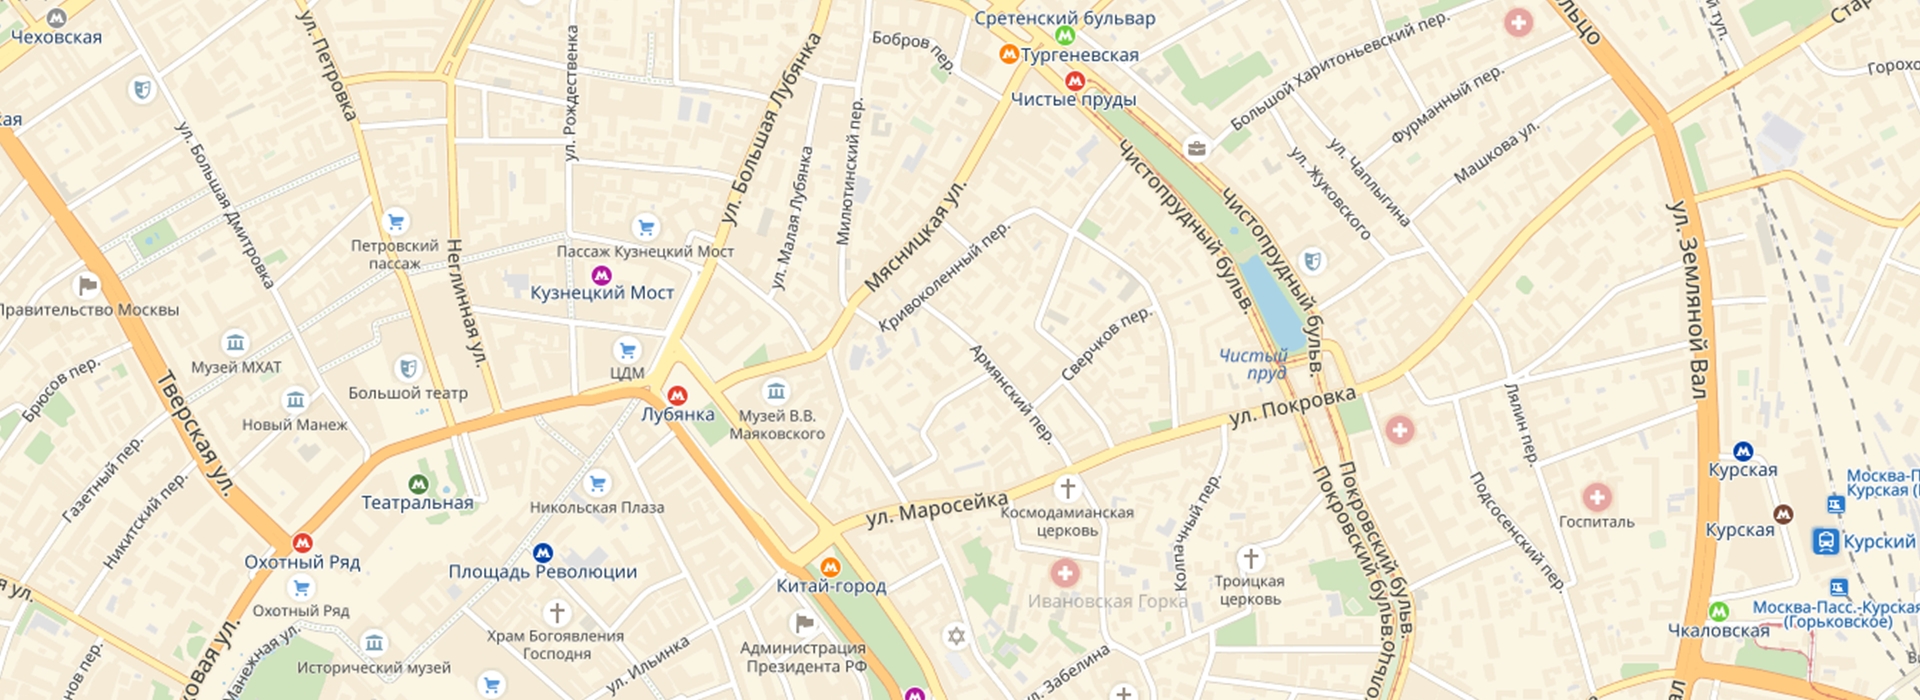 Чеховская
ул. Петровка
ул. Рождественка
ул. Большая Лубянка
Бобров пер.
Сретенский бульвар
Тургеневская
Чистые пруды
Большой Харитоньевский пер.
Фурманный пер.
Машкова ул.
ул. Чаплыгина
ул. Жуковского
ул. Большая Дмитровка
Милютинский пер.
ул. Малая Лубянка
Мясницкая ул.
Чистопрудный бульв.
Чистопрудный бульв.
ул. Земляной Вал
Петровский
пассаж
Неглинная ул.
Пассаж Кузнецкий Мост
Кузнецкий Мост
Кривоколенный пер.
Правительство Москвы
Музей МХАТ
Большой театр
ЦДМ
Армянский пер.
Сверчков пер.
Чистый
пруд
Брюсов пер.
Тверская ул.
Новый Манеж
Лубянка
Музей В.В.
Маяковского
ул. Покровка
Лялин пер.
Газетный пер.
Никитский пер.
Театральная
Никольская Плаза
ул. Маросейка
Космодамианская
церковь
Колпачный пер.
Покровский бульв.
Покровский бульв.
Подсосенский пер.
Госпиталь
Курская
Курская
Курский
Охотный Ряд
Охотный Ряд
Площадь Революции
Китай-город
Ивановская Горка
Троицкая
церковь
Москва-Пасс.-Курская
(Горьковское)
Чкаловская
Манежная ул.
Исторический музей
Храм Богоявления
Господня
ул. Ильинка
Администрация
Президента РФ
ул. Забелина